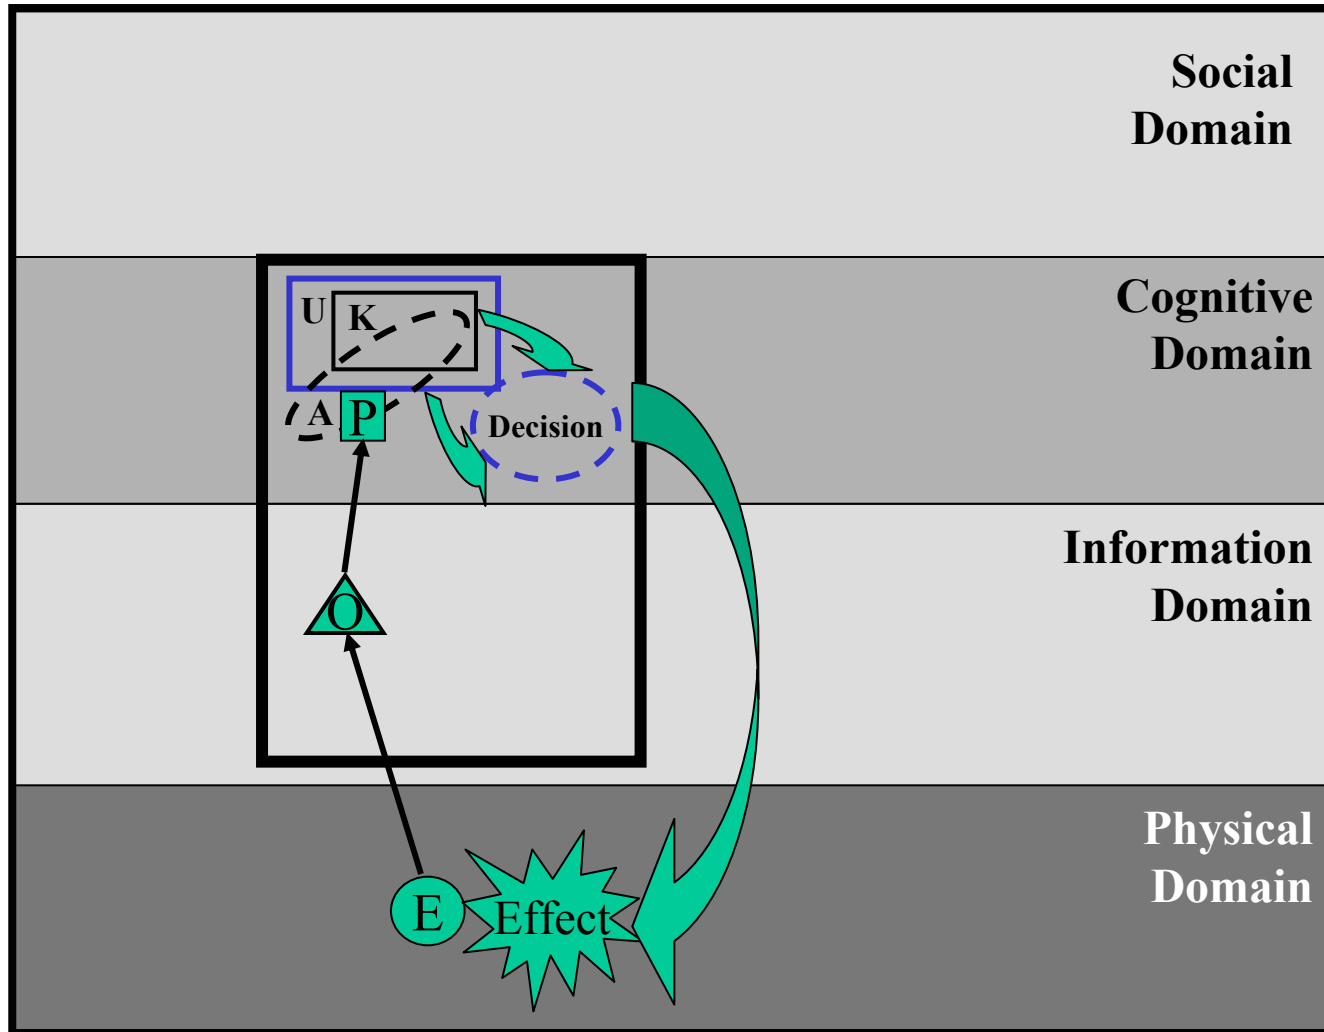 Social
Domain
U
K
Cognitive
Domain
A
P
Decision
Information
Domain
O
Physical
Domain
E
Effect